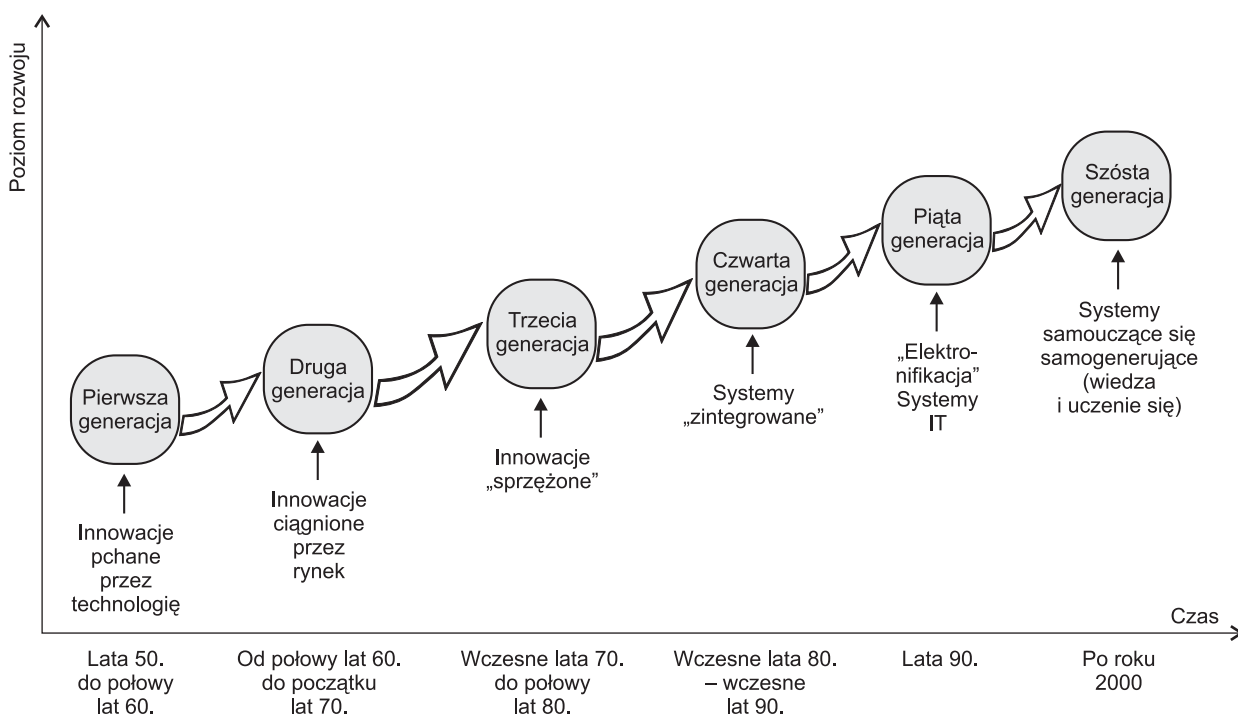 Poziom rozwoju
Pierwsza
generacja
Innowacje
pchane
przez
technologię
Lata 50.
do połowy
lat 60.
Druga
generacja
Innowacje
ciągnione
przez
rynek
Od połowy lat 60.
do początku
lat 70.
Trzecia
generacja
Innowacje
„sprzężone”
Wczesne lata 70.
do połowy
lat 80.
Czwarta
generacja
Systemy
„zintegrowane”
Wczesne lata 80.
– wczesne
lat 90.
Piąta
generacja
„Elektro-
nifikacja”
Systemy
IT
Lata 90.
Szósta
generacja
Systemy
samouczące się
samogenerujące
(wiedza
i uczenie się)
Po roku
2000
Czas